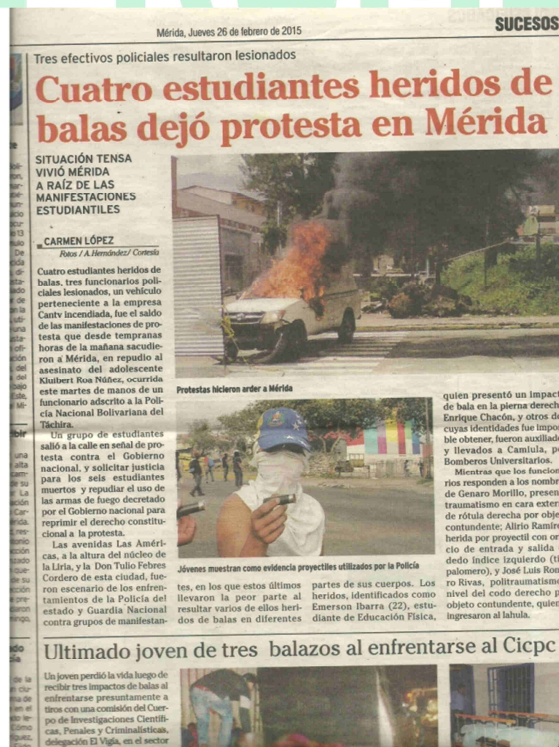 Mérida, Jueves 26 de febrero de 2015
SUCESOS
Tres efectivos policiales resultaron lesionados
Cuatro estudiantes heridos de
balas dejó protesta en Mérida
SITUACIÓN TENSA
VIVIÓ MÉRIDA
A RAÍZ DE LAS
MANIFESTACIONES
ESTUDIANTILES
CARMEN LÓPEZ
Fotos / A.Hernández/ Cortesía
Cuatro estudiantes heridos de
balas, tres funcionarios poli-
ciales lesionados, un vehículo
perteneciente a la empresa
Cantv incendiada, fue el saldo
de las manifestaciones de pro-
testa que desde tempranas
horas de la mañana sacudie-
ron a Mérida, en repudio al
asesinato del adolescente
Kluibert Roa Núñez, ocurrida
este martes de manos de un
funcionario adscrito a la Poli-
cía Nacional Bolivariana del
Táchira.
Un grupo de estudiantes
salió a la calle en señal de pro-
testa contra el Gobierno
nacional, y solicitar justicia
para los seis estudiantes
muertos y repudiar el uso de
las armas de fuego decretado
por el Gobierno nacional para
reprimir el derecho constitu-
cional a la protesta.
Las avenidas Las Améri-
cas, a la altura del núcleo de
la Liria, y la Don Tulio Febres
Cordero de esta ciudad, fue-
ron escenario de los enfren-
tamientos de la Policía del
estado y Guardia Nacional
contra grupos de manifestan-
Protestas hicieron arder a Mérida
Jóvenes muestran como evidencia proyectiles utilizados por la Policía
tes, en los que estos últimos
llevaron la peor parte al
resultar varios de ellos heri-
dos de balas en diferentes
partes de sus cuerpos. Los
heridos, identificados como
Emerson Ibarra (22), estu-
diante de Educación Física,
quien presentó un impact
de bala en la pierna derech
Enrique Chacón, y otros d
cuyas identidades fue impo
ble obtener, fueron auxiliado
y llevados a Camiula, p
Bomberos Universitarios.
Mientras que los funcion
rios responden a los nombr
de Genaro Morillo, presen
traumatismo en cara exter
de rótula derecha por obje
contundente; Alirio Ramír
herida por proyectil con or
cio de entrada y salida
dedo índice izquierdo (ti
palomero), y José Luis Ron
ro Rivas, politraumatism
nivel del codo derecho p
objeto contundente, quie
ingresaron al Iahula.
Ultimado joven de tres balazos al enfrentarse al Cicpc
Un joven perdió la vida luego de
recibir tres impactos de balas al
enfrentarse presuntamente a
tiros con una comisión del Cuer-
po de Investigaciones Científi-
cas, Penales y Criminalísticas,
delegación El Vigía, en el sector